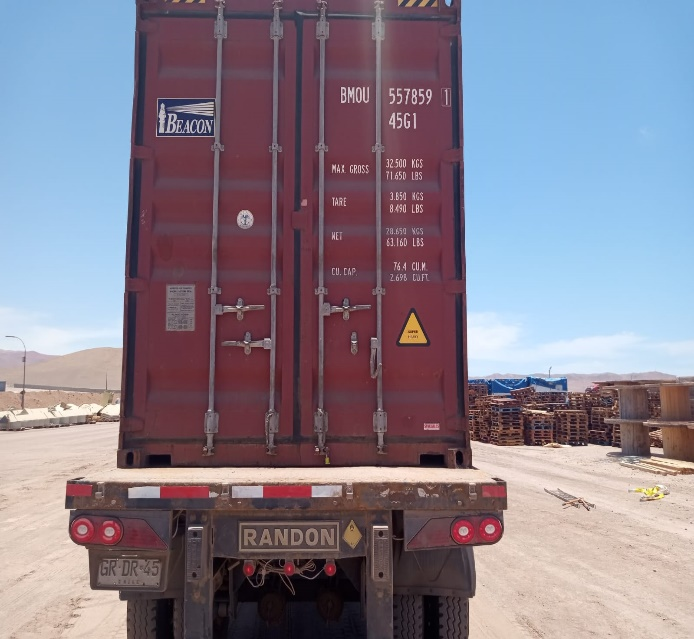 BMOU 557859 1
45G1
BEACON
MAX. GROSS 32.500 KGS
71.650 LBS
TARE 3.850 KGS
8.490 LBS
NET 28.650 KGS
63.160 LBS
CU. CAP. 76.4 CU.M.
2.698 CU.FT.
RANDON
GR·DR·45
CHILE